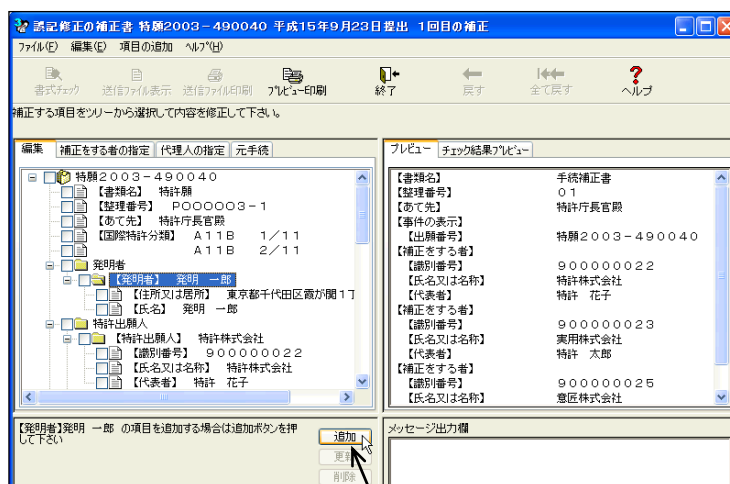 誤記修正の補正書 特願2003－490040 平成15年9月23日提出 1回目の補正
ファイル(F) 編集(E) 項目の追加 ヘルプ(H)
書式チェック 送信ファイル表示 送信ファイル印刷 プレビュー印刷 終了 戻す 全て戻す ヘルプ
補正する項目をツリーから選択して内容を修正して下さい。
編集 補正をする者の指定 代理人の指定 元手続
特願２００３－４９００４０
【書類名】 特許願
【整理番号】 Ｐ０００００３－１
【あて先】 特許庁長官殿
【国際特許分類】 Ａ１１Ｂ １／１１
Ａ１１Ｂ ２／１１
発明者
【発明者】 発明 一郎
【住所又は居所】 東京都千代田区霞が関１丁
【氏名】 発明 一郎
特許出願人
【特許出願人】 特許株式会社
【識別番号】 ９０００００００２２
【氏名又は名称】 特許株式会社
【代表者】 特許 花子
プレビュー チェック結果プレビュー
【書類名】 手続補正書
【整理番号】 ０１
【あて先】 特許庁長官殿
【事件の表示】
【出願番号】 特願２００３－４９００４０
【補正をする者】
【識別番号】 ９０００００００２２
【氏名又は名称】 特許株式会社
【代表者】 特許 花子
【補正をする者】
【識別番号】 ９０００００００２３
【氏名又は名称】 実用株式会社
【代表者】 特許 太郎
【補正をする者】
【識別番号】 ９０００００００２５
【氏名又は名称】 意匠株式会社
【発明者】発明 一郎 の項目を追加する場合は追加ボタンを押
して下さい
追加
更新
削除
メッセージ出力欄